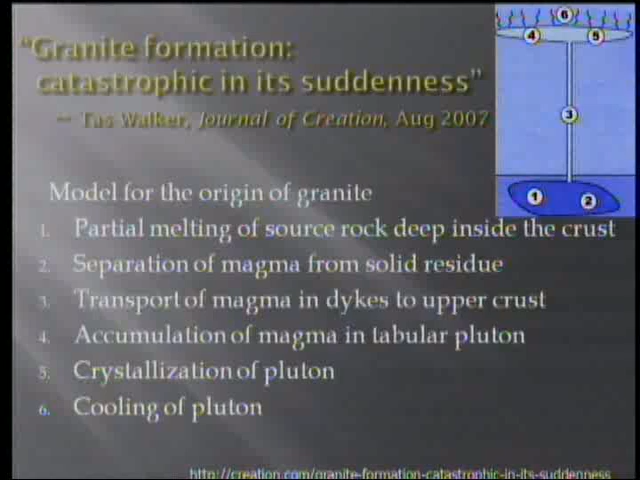 "Granite formation:
catastrophic in its suddenness"
~ Tas Walker, Journal of Creation, Aug 2007
6
4
5
3
1
2
Model for the origin of granite
1. Partial melting of source rock deep inside the crust
2. Separation of magma from solid residue
3. Transport of magma in dykes to upper crust
4. Accumulation of magma in tabular pluton
5. Crystallization of pluton
6. Cooling of pluton
http://creation.com/granite-formation-catastrophic-in-its-suddenness